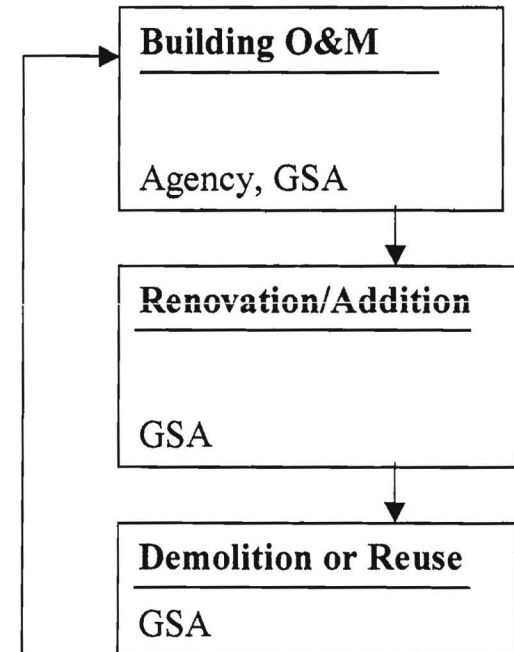 Building O&M
Agency, GSA
Renovation/Addition
GSA
Demolition or Reuse
GSA